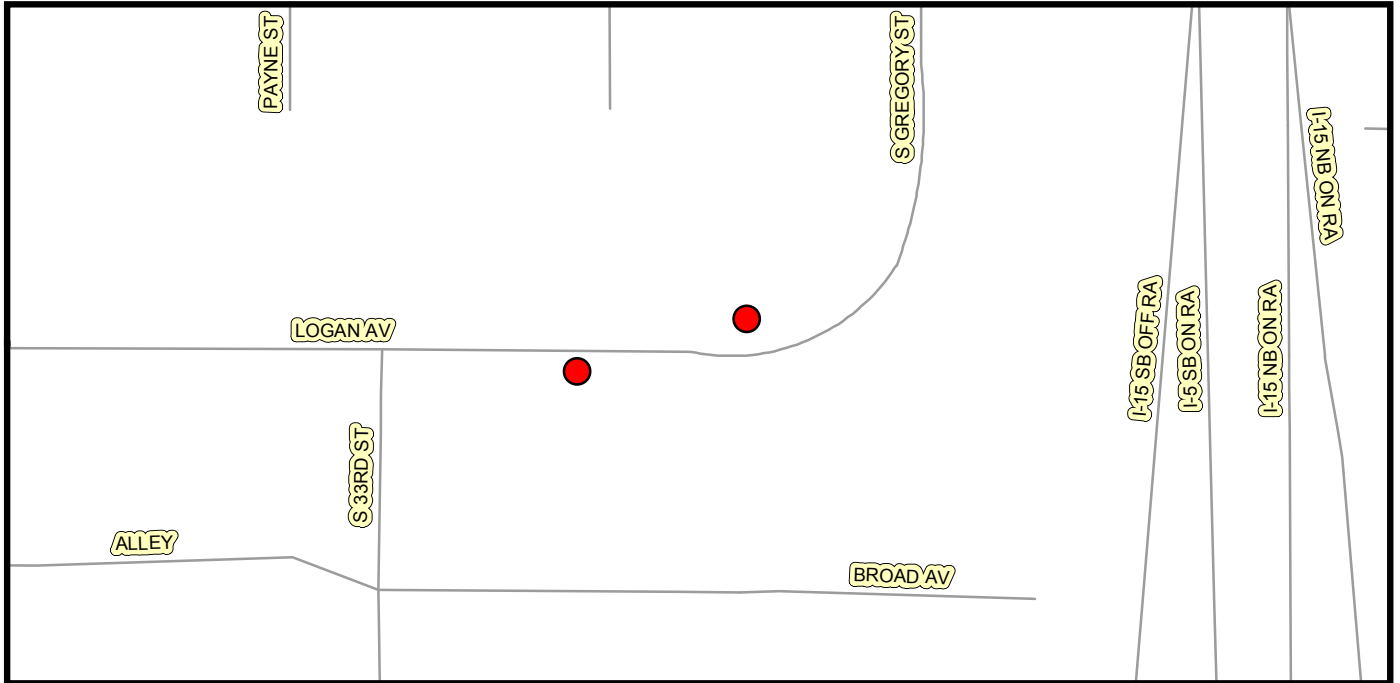 PAYNE ST
S GREGORY ST
I-15 NB ON RA
LOGAN AV
I-15 SB OFF RA
I-5 SB ON RA
I-15 NB ON RA
S 33RD ST
ALLEY
BROAD AV